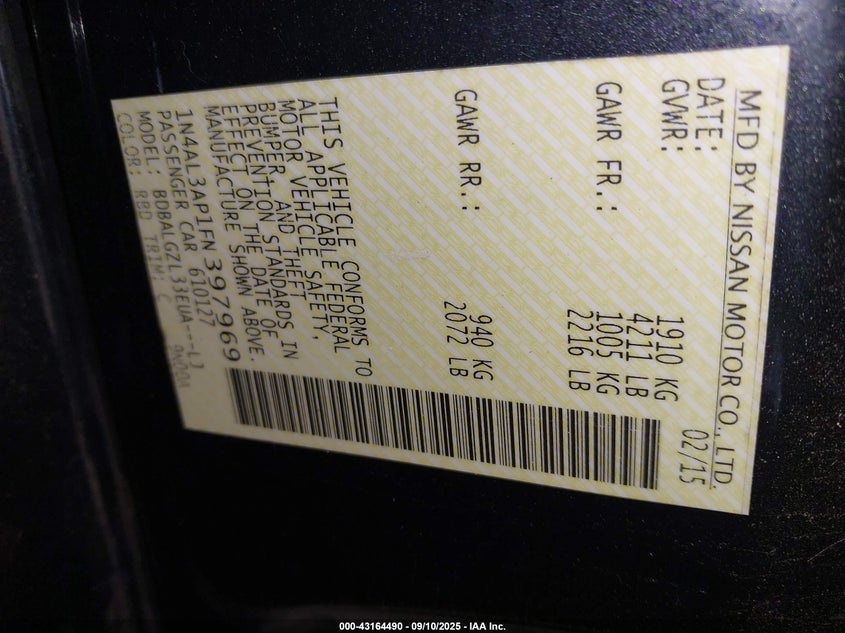 MFD BY NISSAN MOTOR CO., LTD.
DATE: 02/15
GVWR: 1910 KG
4211 LB
GAWR FR.: 1005 KG
2216 LB
GAWR RR.: 940 KG
2072 LB
THIS VEHICLE CONFORMS TO
ALL APPLICABLE FEDERAL
MOTOR VEHICLE SAFETY,
BUMPER AND THEFT
PREVENTION STANDARDS IN
EFFECT ON THE DATE OF
MANUFACTURE SHOWN ABOVE.
1N4AL3AP1FN397969
PASSENGER CAR 610127
MODEL: BDBALGZL33EUA---LJ
COLOR: RBD TRIM: C
000-43164490 - 09/10/2025 - IAA Inc.